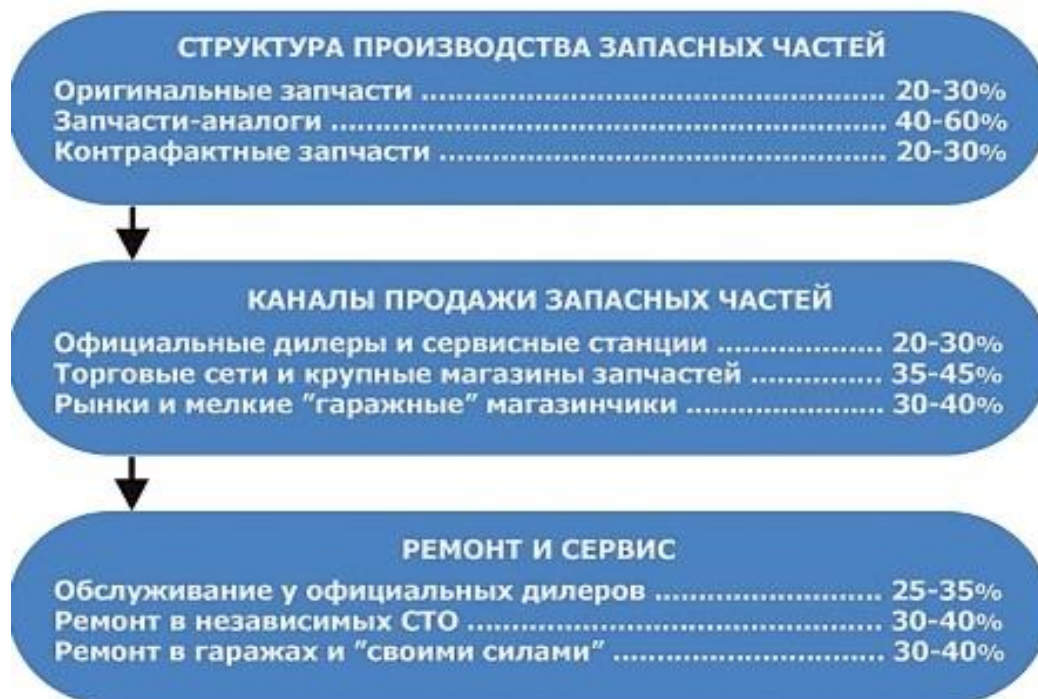 СТРУКТУРА ПРОИЗВОДСТВА ЗАПАСНЫХ ЧАСТЕЙ
Оригинальные запчасти ................................................ 20-30%
Запчасти-аналоги .......................................................... 40-60%
Контрафактные запчасти .............................................. 20-30%
КАНАЛЫ ПРОДАЖИ ЗАПАСНЫХ ЧАСТЕЙ
Официальные дилеры и сервисные станции ................... 20-30%
Торговые сети и крупные магазины запчастей ............... 35-45%
Рынки и мелкие "гаражные" магазинчики ....................... 30-40%
РЕМОНТ И СЕРВИС
Обслуживание у официальных дилеров ........................ 25-35%
Ремонт в независимых СТО ........................................... 30-40%
Ремонт в гаражах и "своими силами" ............................. 30-40%